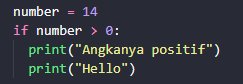 number = 14
if number > 0:
  print("Angkanya positif")
  print("Hello")